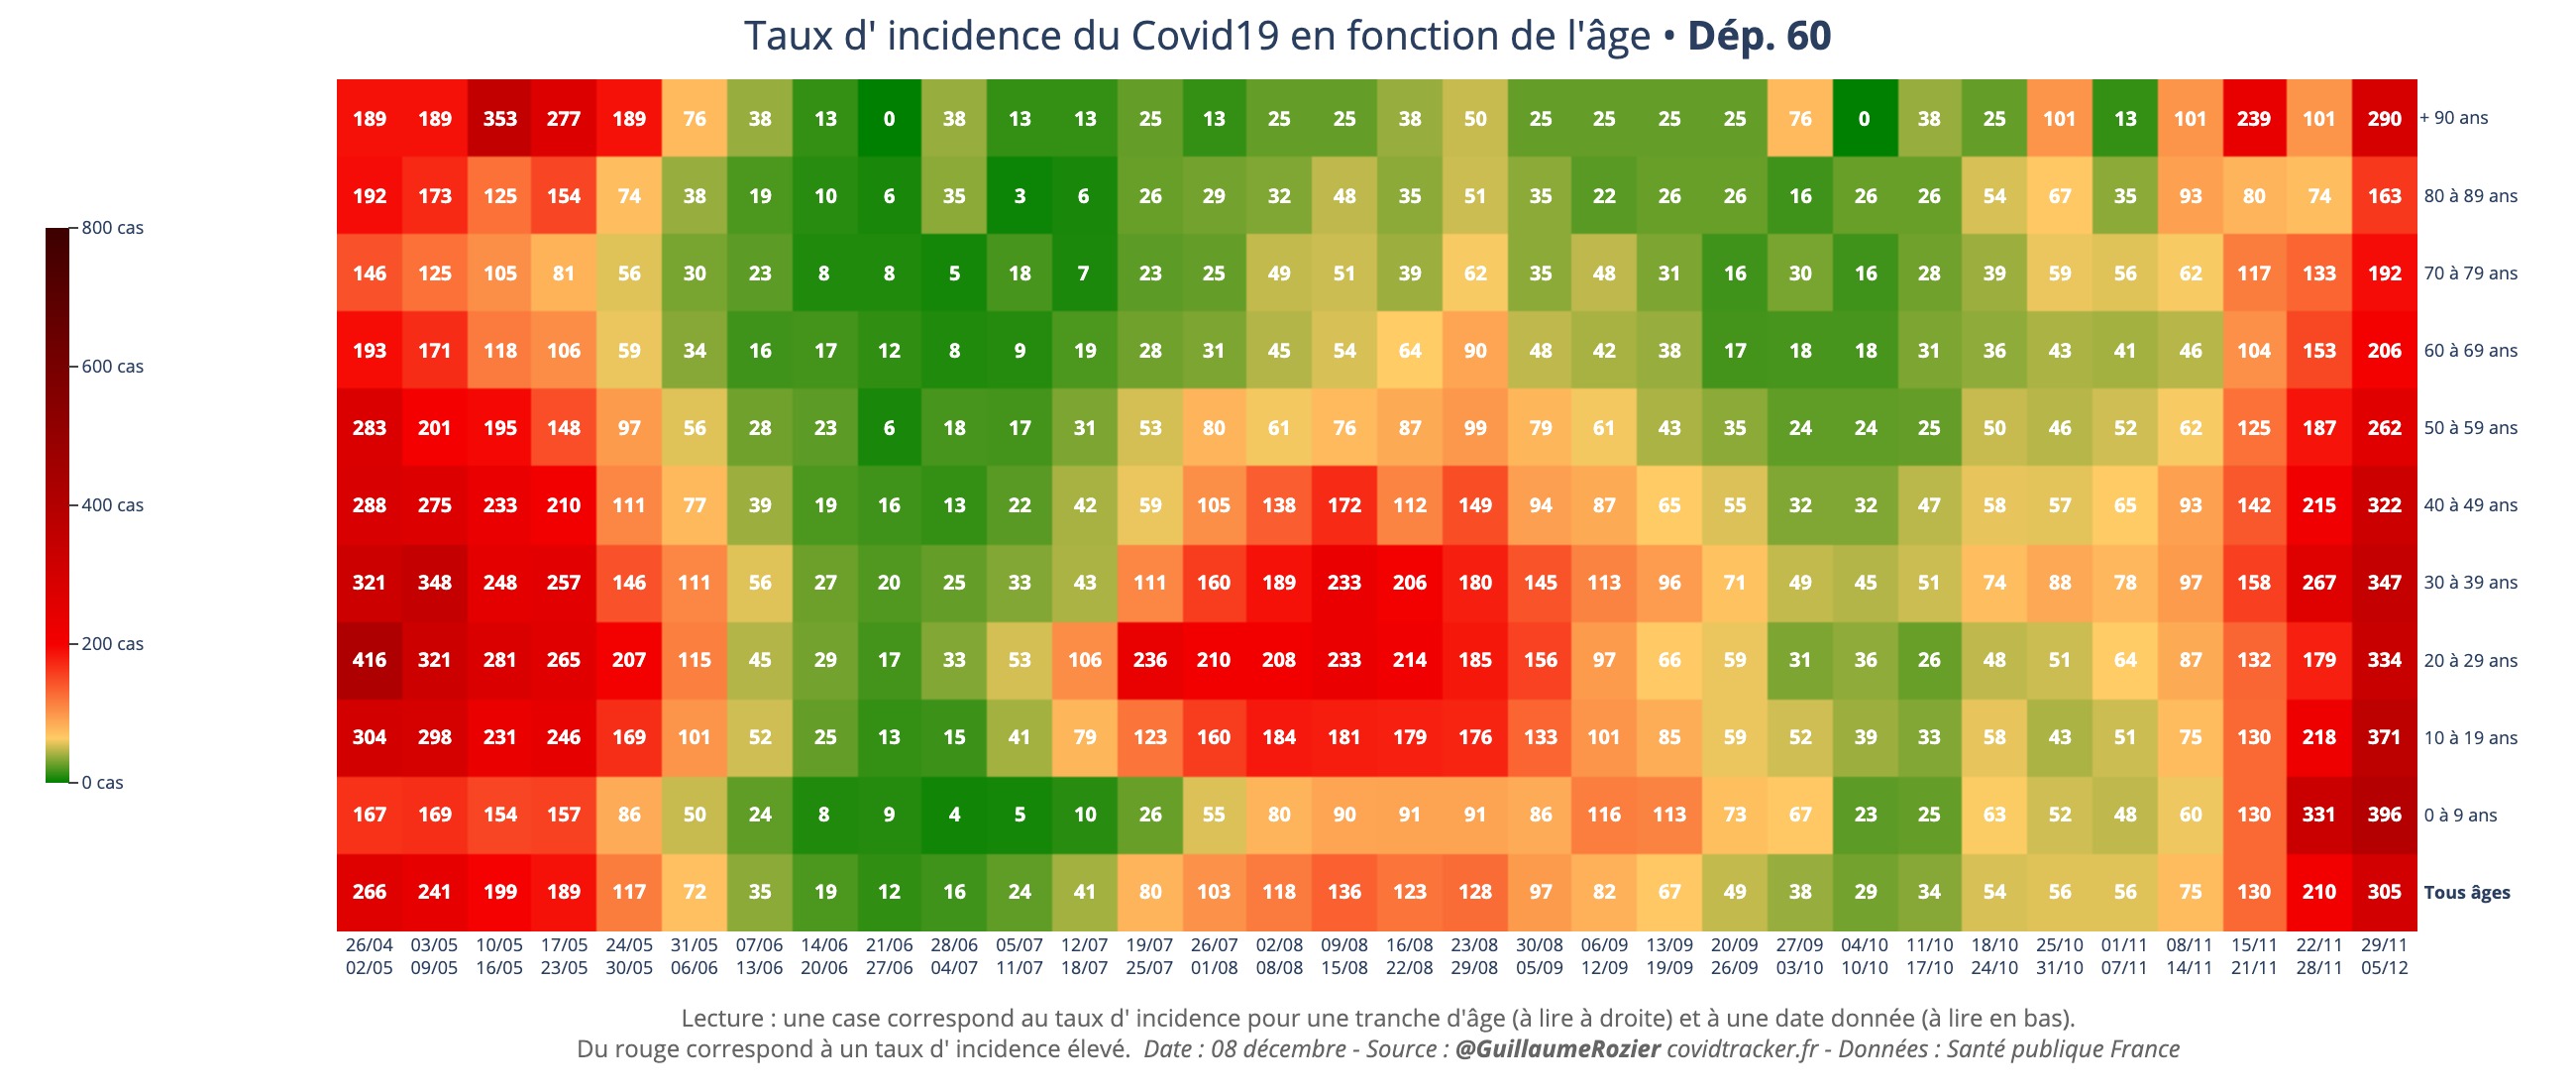 Taux d' incidence du Covid19 en fonction de l'âge • Dép. 60
189 189 353 277 189 76 38 13 0 38 13 13 25 13 25 25 38 50 25 25 25 25 76 0 38 25 101 13 101 239 101 290 + 90 ans
192 173 125 154 74 38 19 10 6 35 3 6 26 29 32 48 35 51 35 22 26 26 16 26 26 54 67 35 93 80 74 163 80 à 89 ans
800 cas
146 125 105 81 56 30 23 8 8 5 18 7 23 25 49 51 39 62 35 48 31 16 30 16 28 39 59 56 62 117 133 192 70 à 79 ans
193 171 118 106 59 34 16 17 12 8 9 19 28 31 45 54 64 90 48 42 38 17 18 18 31 36 43 41 46 104 153 206 60 à 69 ans
600 cas
283 201 195 148 97 56 28 23 6 18 17 31 53 80 61 76 87 99 79 61 43 35 24 24 25 50 46 52 62 125 187 262 50 à 59 ans
400 cas
288 275 233 210 111 77 39 19 16 13 22 42 59 105 138 172 112 149 94 87 65 55 32 32 47 58 57 65 93 142 215 322 40 à 49 ans
321 348 248 257 146 111 56 27 20 25 33 43 111 160 189 233 206 180 145 113 96 71 49 45 51 74 88 78 97 158 267 347 30 à 39 ans
200 cas
416 321 281 265 207 115 45 29 17 33 53 106 236 210 208 233 214 185 156 97 66 59 31 36 26 48 51 64 87 132 179 334 20 à 29 ans
304 298 231 246 169 101 52 25 13 15 41 79 123 160 184 181 179 176 133 101 85 59 52 39 33 58 43 51 75 130 218 371 10 à 19 ans
0 cas
167 169 154 157 86 50 24 8 9 4 5 10 26 55 80 90 91 91 86 116 113 73 67 23 25 63 52 48 60 130 331 396 0 à 9 ans
266 241 199 189 117 72 35 19 12 16 24 41 80 103 118 136 123 128 97 82 67 49 38 29 34 54 56 56 75 130 210 305 Tous âges
26/04 03/05 10/05 17/05 24/05 31/05 07/06 14/06 21/06 28/06 05/07 12/07 19/07 26/07 02/08 09/08 16/08 23/08 30/08 06/09 13/09 20/09 27/09 04/10 11/10 18/10 25/10 01/11 08/11 15/11 22/11 29/11
02/05 09/05 16/05 23/05 30/05 06/06 13/06 20/06 27/06 04/07 11/07 18/07 25/07 01/08 08/08 15/08 22/08 29/08 05/09 12/09 19/09 26/09 03/10 10/10 17/10 24/10 31/10 07/11 14/11 21/11 28/11 05/12
Lecture : une case correspond au taux d' incidence pour une tranche d'âge (à lire à droite) et à une date donnée (à lire en bas).
Du rouge correspond à un taux d' incidence élevé. Date : 08 décembre - Source : @GuillaumeRozier covidtracker.fr - Données : Santé publique France